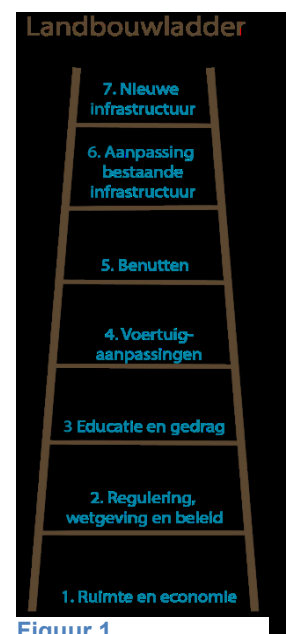 Landbouwladder
7. Nieuwe
infrastructuur
6. Aanpassing
bestaande
infrastructuur
5. Benutten
4. Voertuig-
aanpassingen
3 Educatie en gedrag
2. Regulering,
wetgeving en beleid
1. Ruimte en economie
Figuur 1